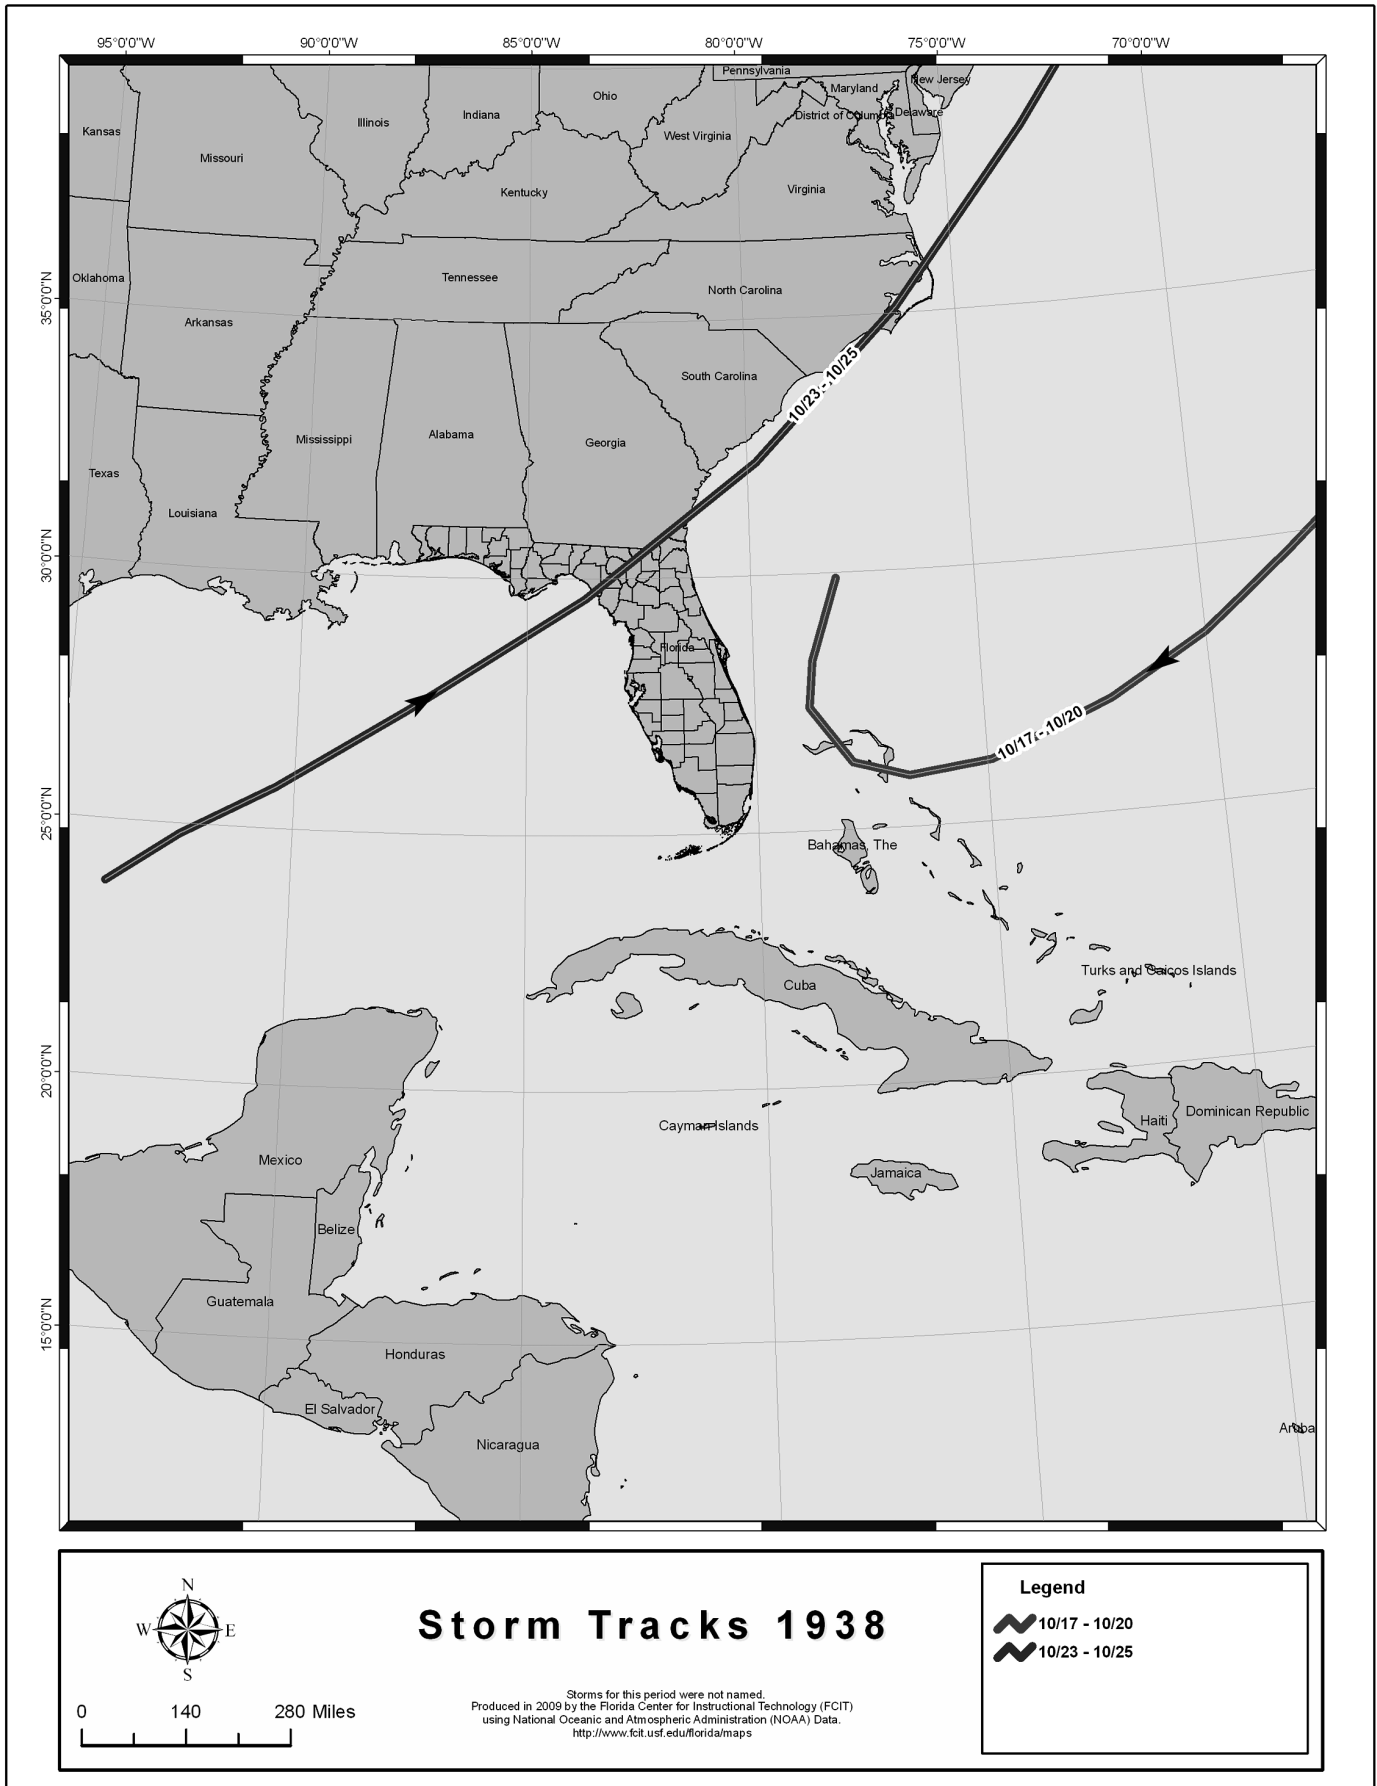 95°0'0"W 90°0'0"W 85°0'0"W 80°0'0"W 75°0'0"W 70°0'0"W
Pennsylvania
New Jersey
Maryland
Ohio
Delaware
Indiana
District of Columbia
Illinois
Kansas
West Virginia
Missouri
Virginia
Kentucky
Oklahoma
Tennessee
North Carolina
35°0'0"N
Arkansas
10/23 - 10/25
South Carolina
Alabama
Mississippi
Georgia
Texas
Louisiana
30°0'0"N
Florida
10/17 - 10/20
25°0'0"N
Bahamas, The
Turks and Caicos Islands
Cuba
20°0'0"N
Dominican Republic
Haiti
Cayman Islands
Mexico
Jamaica
Belize
Guatemala
15°0'0"N
Honduras
El Salvador
Aruba
Nicaragua
N
W E
S
0 140 280 Miles
Storm Tracks 1938
Storms for this period were not named.
Produced in 2009 by the Florida Center for Instructional Technology (FCIT)
using National Oceanic and Atmospheric Administration (NOAA) Data.
http://www.fcit.usf.edu/florida/maps
Legend
10/17 - 10/20
10/23 - 10/25